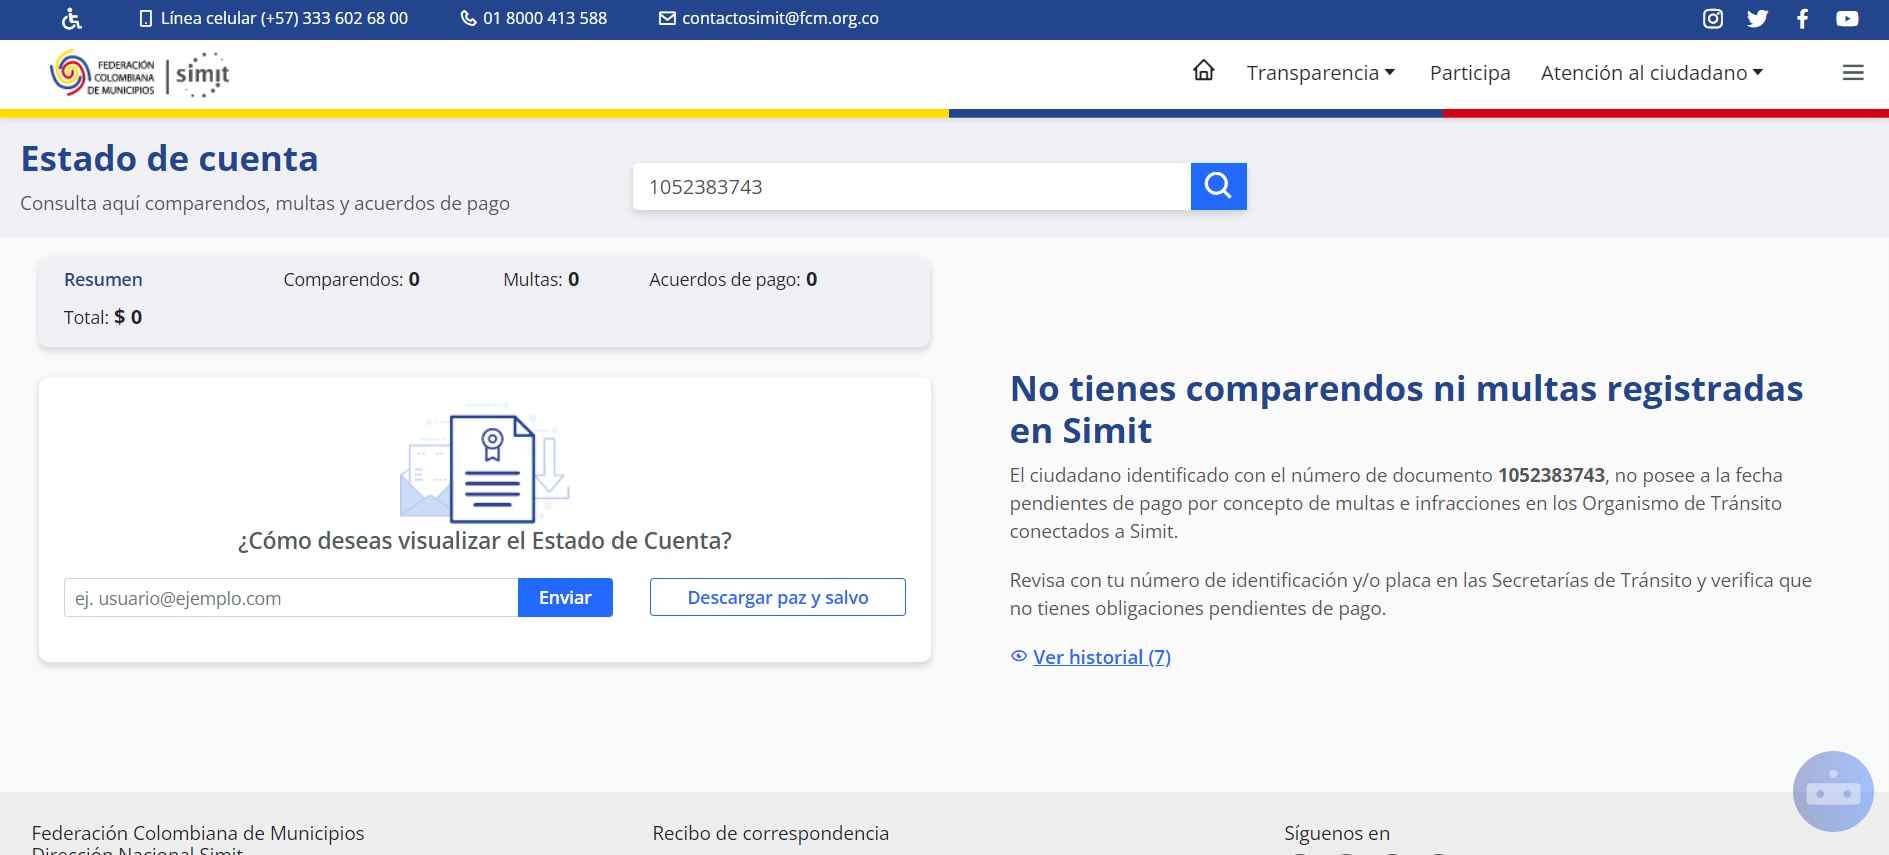 Línea celular (+57) 333 602 68 00 01 8000 413 588 contactosimit@fcm.org.co
FEDERACIÓN
COLOMBIANA
DE MUNICIPIOS
simit
Transparencia Participa Atención al ciudadano
Estado de cuenta
Consulta aquí comparendos, multas y acuerdos de pago
1052383743
Resumen Comparendos: 0 Multas: 0 Acuerdos de pago: 0
Total: $ 0
¿Cómo deseas visualizar el Estado de Cuenta?
ej. usuario@ejemplo.com Enviar Descargar paz y salvo
No tienes comparendos ni multas registradas
en Simit
El ciudadano identificado con el número de documento 1052383743, no posee a la fecha
pendientes de pago por concepto de multas e infracciones en los Organismo de Tránsito
conectados a Simit.
Revisa con tu número de identificación y/o placa en las Secretarías de Tránsito y verifica que
no tienes obligaciones pendientes de pago.
Ver historial (7)
Federación Colombiana de Municipios Recibo de correspondencia Síguenos en
Dirección Nacional Simit